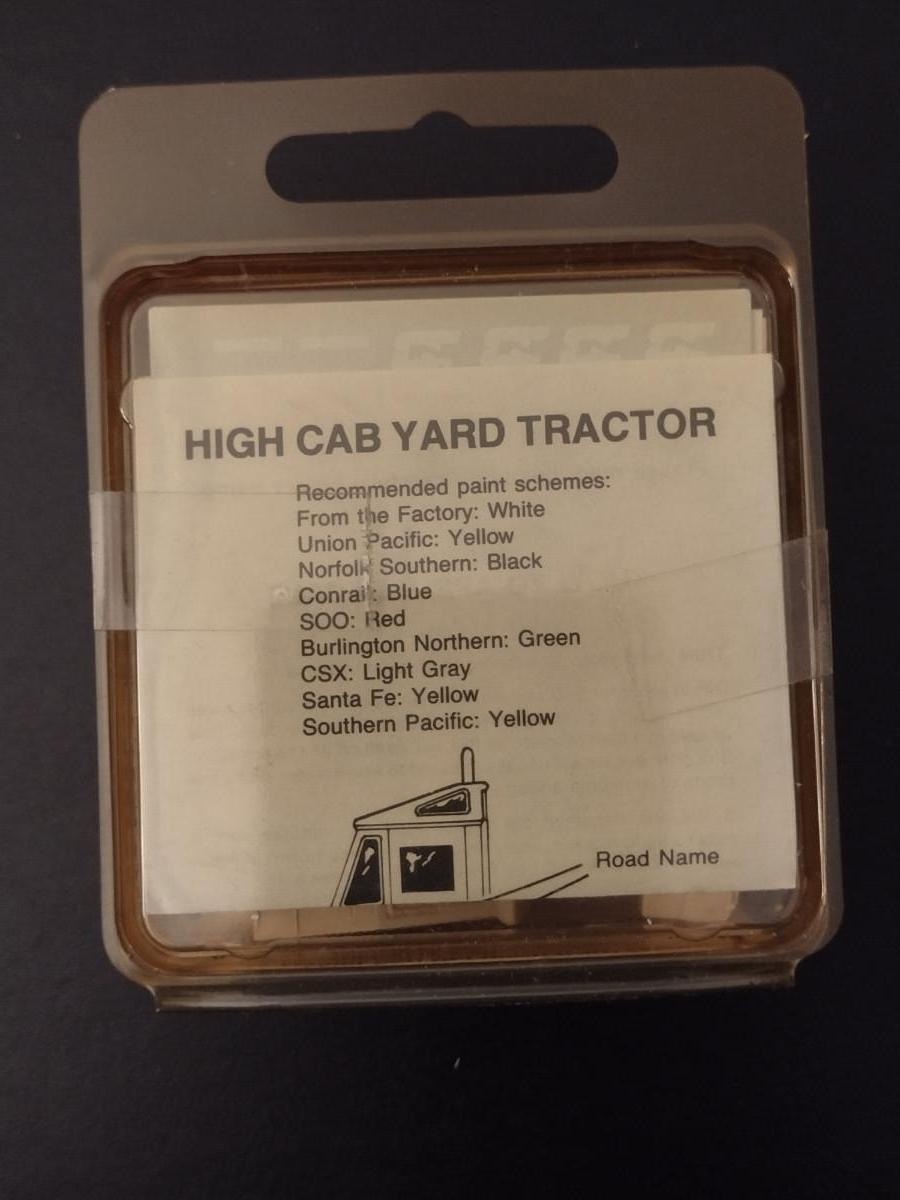 HIGH CAB YARD TRACTOR
Recommended paint schemes:
From the Factory: White
Union Pacific: Yellow
Norfolk Southern: Black
Conrail: Blue
SOO: Red
Burlington Northern: Green
CSX: Light Gray
Santa Fe: Yellow
Southern Pacific: Yellow
Road Name